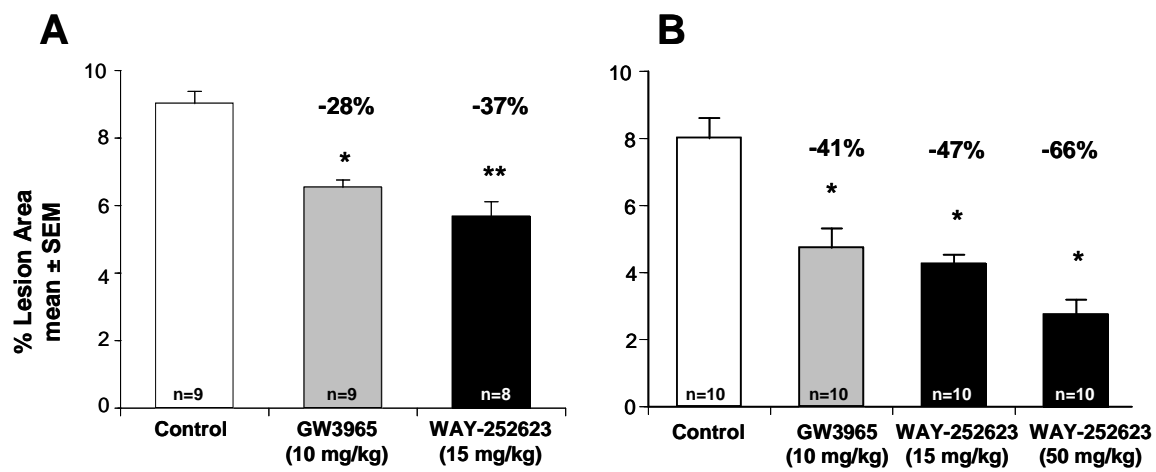 A
% Lesion Area
mean ± SEM
10
8
6
4
2
0
-28%
-37%
*
**
n=9
n=9
n=8
Control
GW3965
(10 mg/kg)
WAY-252623
(15 mg/kg)
B
10
8
6
4
2
0
-41%
-47%
-66%
*
*
*
n=10
n=10
n=10
n=10
Control
GW3965
(10 mg/kg)
WAY-252623
(15 mg/kg)
WAY-252623
(50 mg/kg)